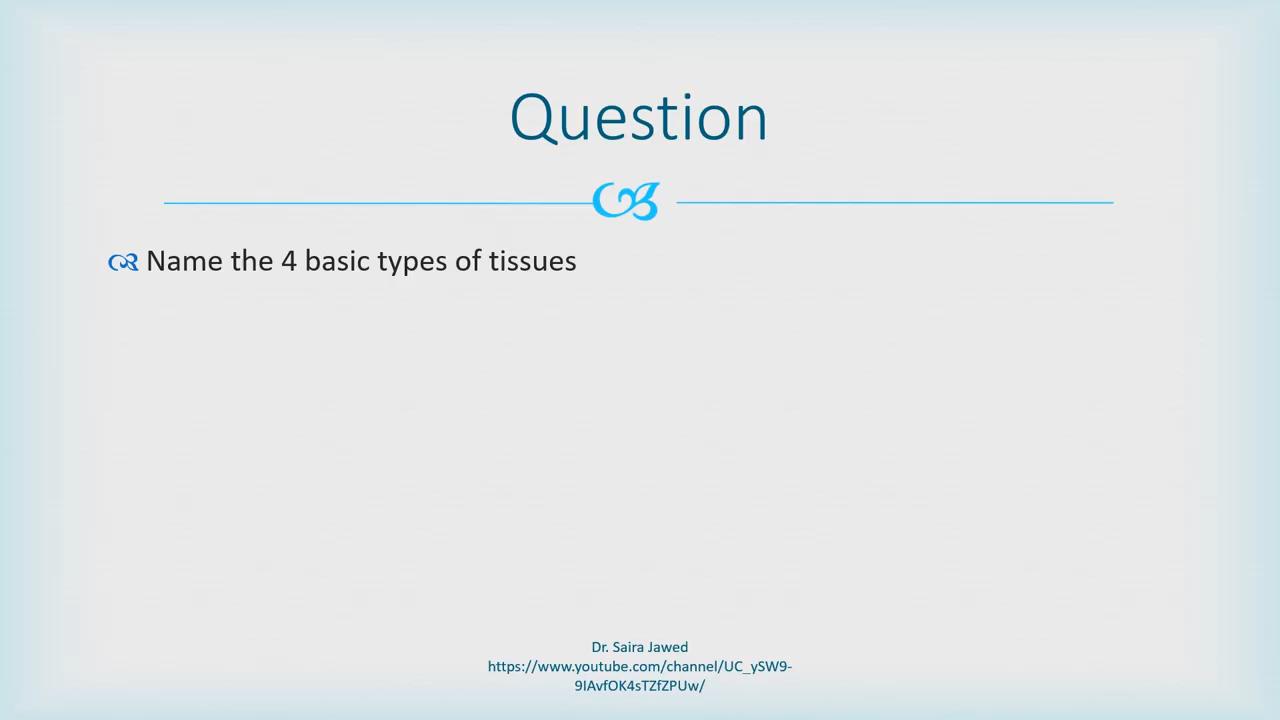 Question
Name the 4 basic types of tissues
Dr. Saira Jawed
https://www.youtube.com/channel/UC_ySW9-
9IAvfOK4sTZfZPUw/